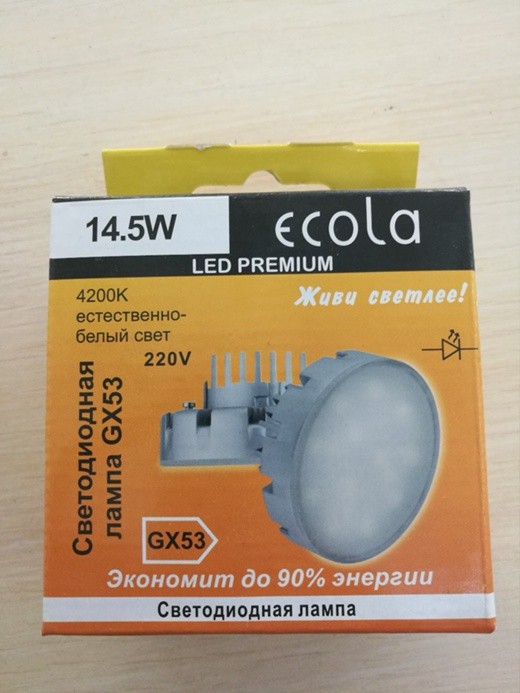 14.5W
ecola
LED PREMIUM
4200K
естественно-
белый свет
Живи светлее!
220V
Светодиодная
лампа GX53
GX53
Экономит до 90% энергии
Светодиодная лампа